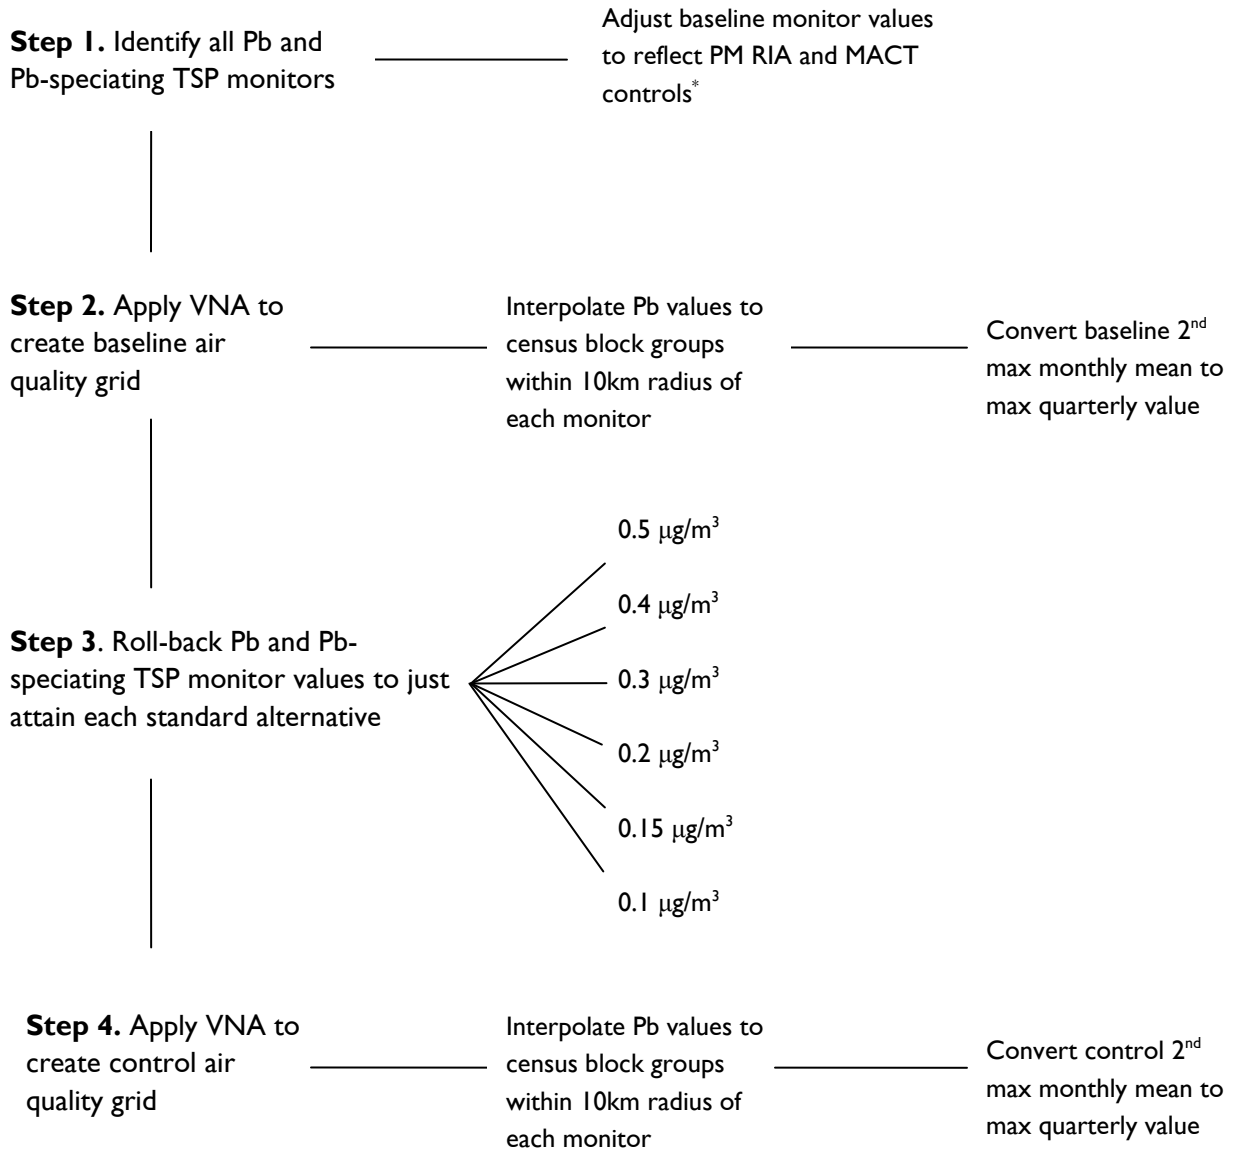 Step 1. Identify all Pb and
Pb-speciating TSP monitors
Adjust baseline monitor values
to reflect PM RIA and MACT
controls*
Step 2. Apply VNA to
create baseline air
quality grid
Interpolate Pb values to
census block groups
within 10km radius of
each monitor
Convert baseline 2nd
max monthly mean to
max quarterly value
Step 3. Roll-back Pb and Pb-
speciating TSP monitor values to just
attain each standard alternative
0.5 μg/m³
0.4 μg/m³
0.3 μg/m³
0.2 μg/m³
0.15 μg/m³
0.1 μg/m³
Step 4. Apply VNA to
create control air
quality grid
Interpolate Pb values to
census block groups
within 10km radius of
each monitor
Convert control 2nd
max monthly mean to
max quarterly value